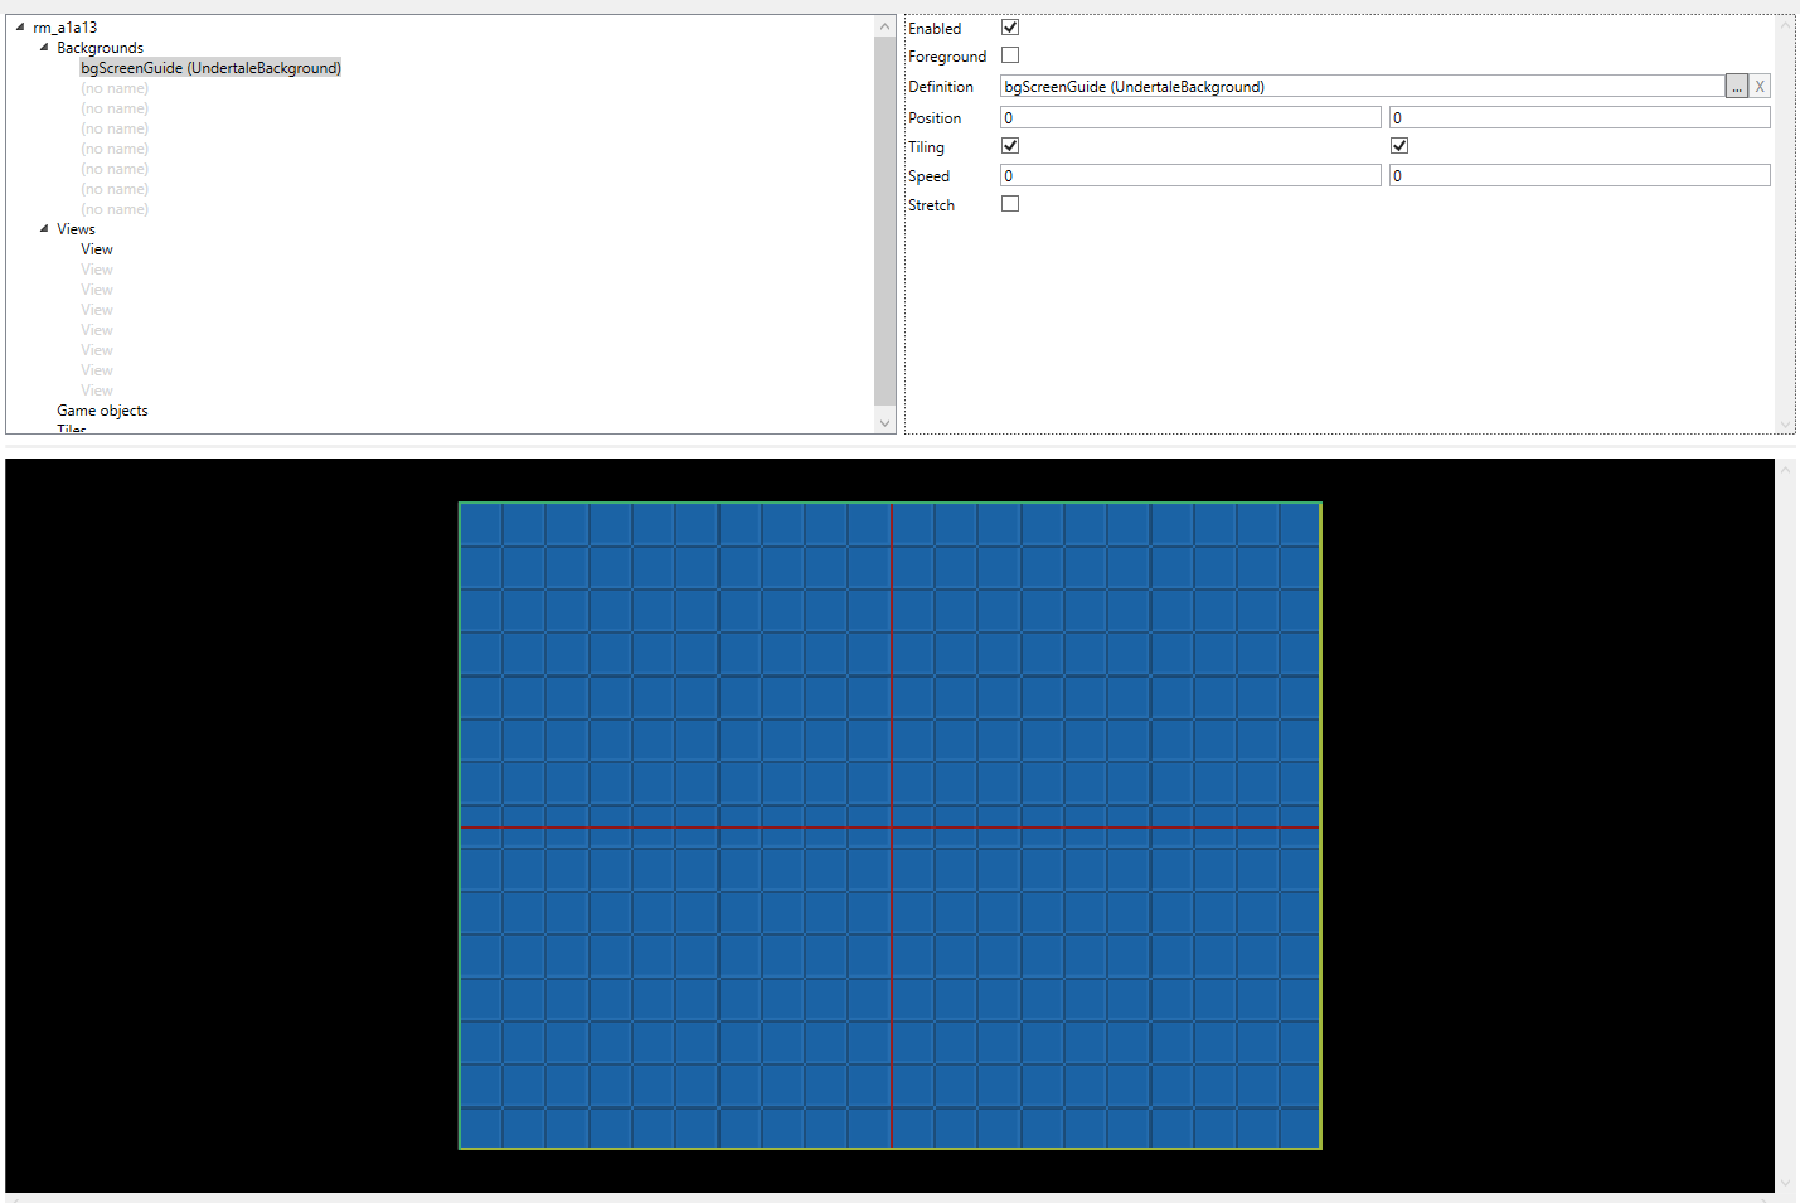 rm_a1a13
Backgrounds
bgScreenGuide (UndertaleBackground)
(no name)
(no name)
(no name)
(no name)
(no name)
(no name)
(no name)
Views
View
View
View
View
View
View
View
View
Game objects
Tiles
Enabled
Foreground
Definition bgScreenGuide (UndertaleBackground) ... X
Position 0 0
Tiling
Speed 0 0
Stretch